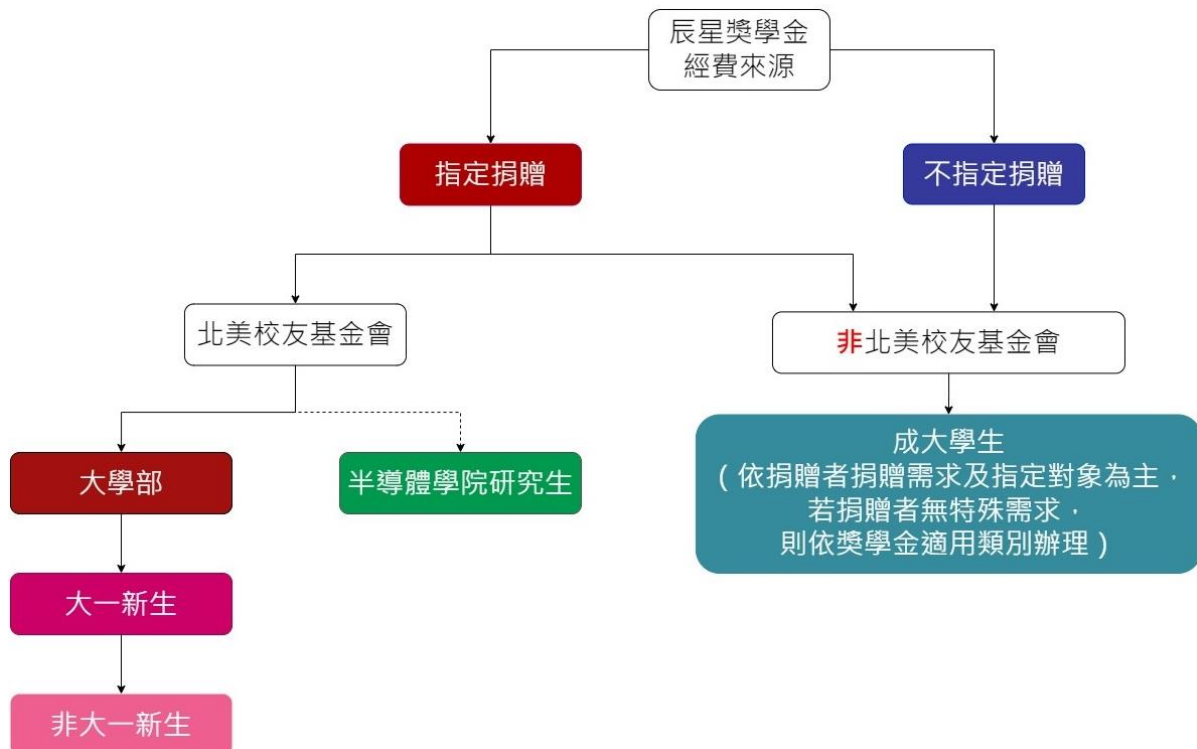 辰星獎學金
經費來源
指定捐贈
不指定捐贈
北美校友基金會
非北美校友基金會
大學部
半導體學院研究生
成大學生
(依捐贈者捐贈需求及指定對象為主,
若捐贈者無特殊需求,
則依獎學金適用類別辦理)
大一新生
非大一新生